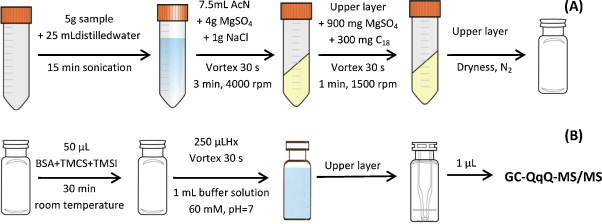 (A)
5g sample
+ 25 mLdistilledwater
15 min sonication
7.5mL AcN
+ 4g MgSO4
+ 1g NaCl
Vortex 30 s
3 min, 4000 rpm
Upper layer
+ 900 mg MgSO4
+ 300 mg C18
Vortex 30 s
1 min, 1500 rpm
Upper layer
Dryness, N2
(B)
50 µL
BSA+TMCS+TMSI
30 min
room temperature
250 µLHx
Vortex 30 s
1 mL buffer solution
60 mM, pH=7
Upper layer
1 µL
GC-QqQ-MS/MS